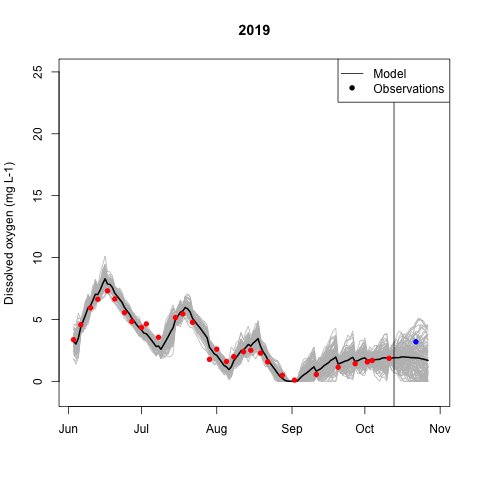 2019
Model
Observations
Dissolved oxygen (mg L-1)
25
20
15
10
5
0
Jun Jul Aug Sep Oct Nov